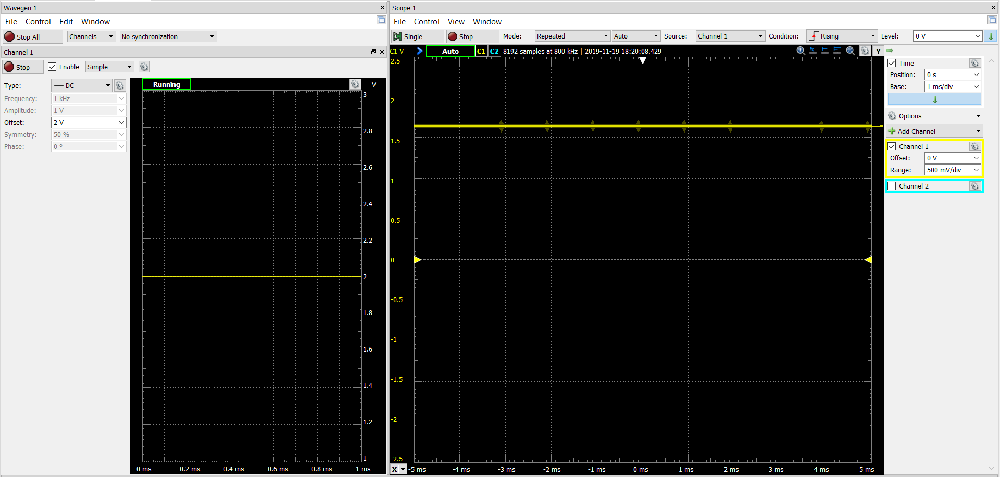 Wavegen 1
File Control Edit Window
Stop All Channels No synchronization
Channel 1
Stop Enable Simple
Type: DC
Frequency: 1 kHz
Amplitude: 1 V
Offset: 2 V
Symmetry: 50 %
Phase: 0 º
Running V
3
2.8
2.6
2.4
2.2
2
1.8
1.6
1.4
1.2
1
0 ms 0.2 ms 0.4 ms 0.6 ms 0.8 ms 1 ms
Scope 1
File Control View Window
Single Stop Mode: Repeated Auto Source: Channel 1 Condition: Rising Level: 0 V
C1 V Auto C1 C2 8192 samples at 800 kHz | 2019-11-19 18:20:08.429 Y
2.5
2
1.5
1
0.5
0
-0.5
-1
-1.5
-2
-2.5
X -5 ms -4 ms -3 ms -2 ms -1 ms 0 ms 1 ms 2 ms 3 ms 4 ms 5 ms
Time
Position: 0 s
Base: 1 ms/div
Options
Add Channel
Channel 1
Offset: 0 V
Range: 500 mV/div
Channel 2